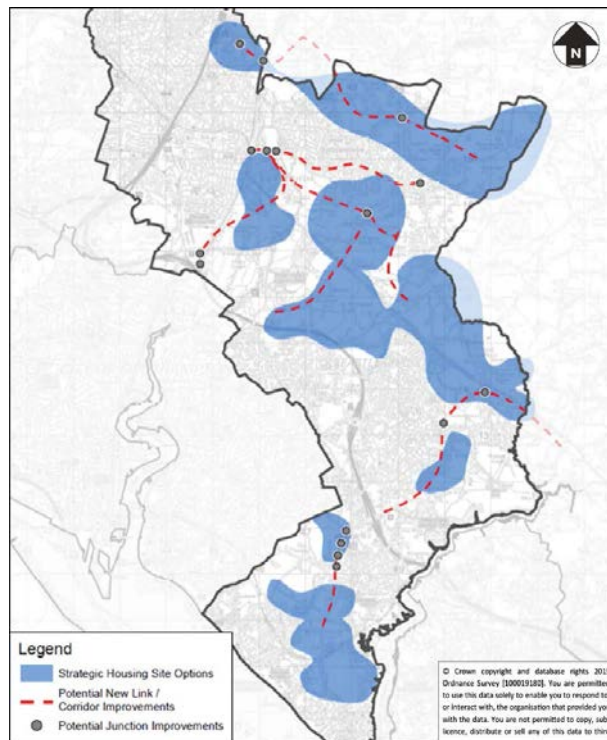 N
Legend
Strategic Housing Site Options
Potential New Link /
Corridor Improvements
Potential Junction Improvements
© Crown copyright and database rights 2015
Ordnance Survey [100019180]. You are permitted
to use this data solely to enable you to respond to
or interact with, the organisation that provided you
with the data. You are not permitted to copy, sub
licence, distribute or sell any of this data to third